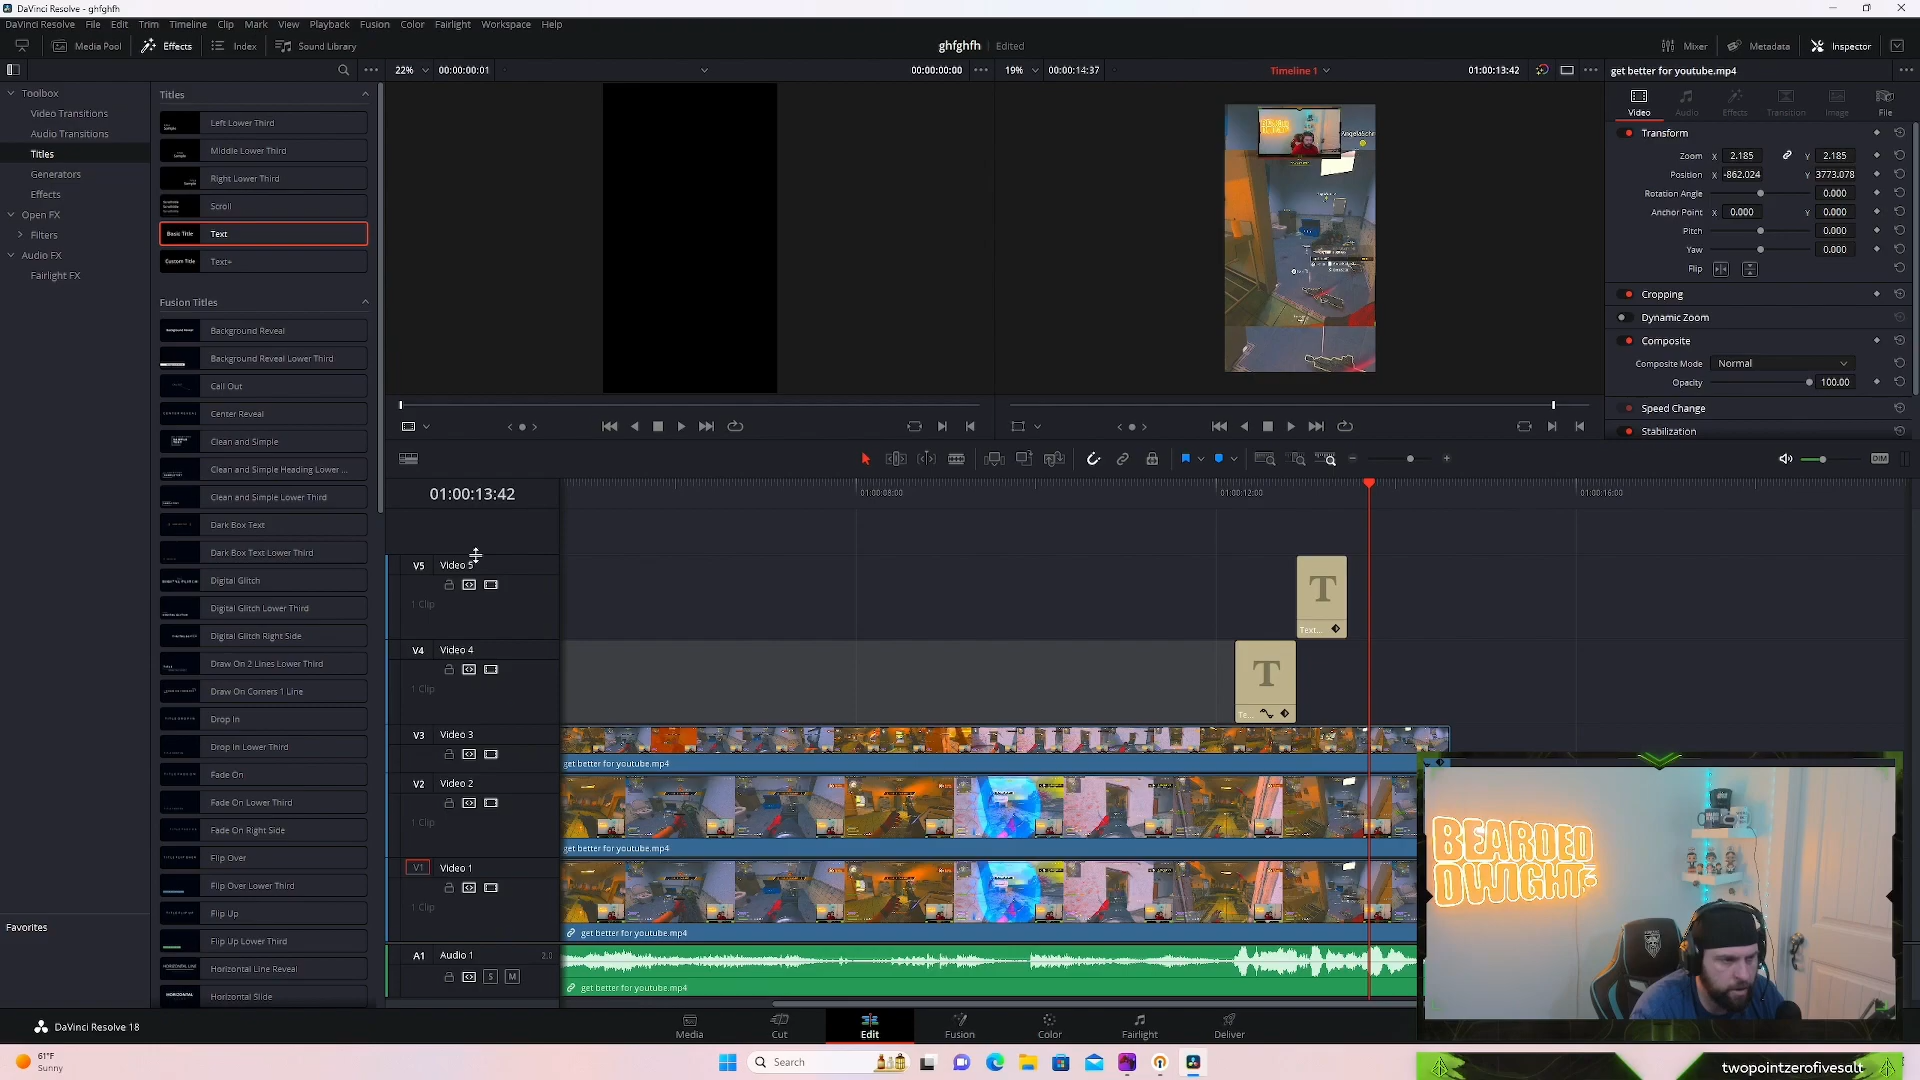 DaVinci Resolve - ghfghfh
DaVinci Resolve File Edit Trim Timeline Clip Mark View Playback Fusion Color Fairlight Workspace Help
Media Pool Effects Index Sound Library
ghfghfh Edited
Mixer Metadata Inspector
22% 00:00:00:01 00:00:00:00
19% 00:00:14:37 Timeline 1 01:00:13:42
get better for youtube.mp4
Toolbox
Video Transitions
Audio Transitions
Titles
Generators
Effects
Open FX
Filters
Audio FX
Fairlight FX
Favorites
Titles
Left Lower Third
Middle Lower Third
Right Lower Third
Scroll
Basic Title Text
Custom Title Text+
Fusion Titles
Background Reveal
Background Reveal Lower Third
Call Out
Center Reveal
Clean and Simple
Clean and Simple Heading Lower ...
Clean and Simple Lower Third
Dark Box Text
Dark Box Text Lower Third
Digital Glitch
Digital Glitch Lower Third
Digital Glitch Right Side
Draw On 2 Lines Lower Third
Draw On Corners 1 Line
Drop In
Drop In Lower Third
Fade On
Fade On Lower Third
Fade On Right Side
Flip Over
Flip Over Lower Third
Flip Up
Flip Up Lower Third
Horizontal Line Reveal
Horizontal Slide
Video Audio Effects Transition Image File
Transform
Zoom X 2.185 Y 2.185
Position X -862.024 Y 3773.078
Rotation Angle 0.000
Anchor Point X 0.000 Y 0.000
Pitch 0.000
Yaw 0.000
Flip
Cropping
Dynamic Zoom
Composite
Composite Mode Normal
Opacity 100.00
Speed Change
Stabilization
DIM
01:00:13:42
01:00:08:00 01:00:12:00 01:00:16:00
V5 Video 5
1 Clip
T
Text...
V4 Video 4
1 Clip
T
Te...
V3 Video 3
get better for youtube.mp4
V2 Video 2
1 Clip
get better for youtube.mp4
V1 Video 1
1 Clip
get better for youtube.mp4
A1 Audio 1 2.0
S M
get better for youtube.mp4
BEARDED
DWIGHT
DaVinci Resolve 18
Media Cut Edit Fusion Color Fairlight Deliver
61°F
Sunny
Search
twopointzerofivesalt